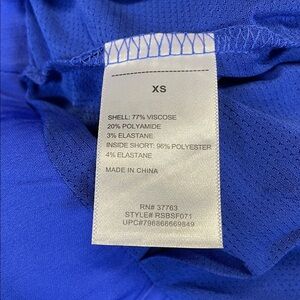 XS
SHELL: 77% VISCOSE
20% POLYAMIDE
3% ELASTANE
INSIDE SHORT: 96% POLYESTER
4% ELASTANE
MADE IN CHINA
RN# 37763
STYLE# RSBSF071
UPC#796866669849